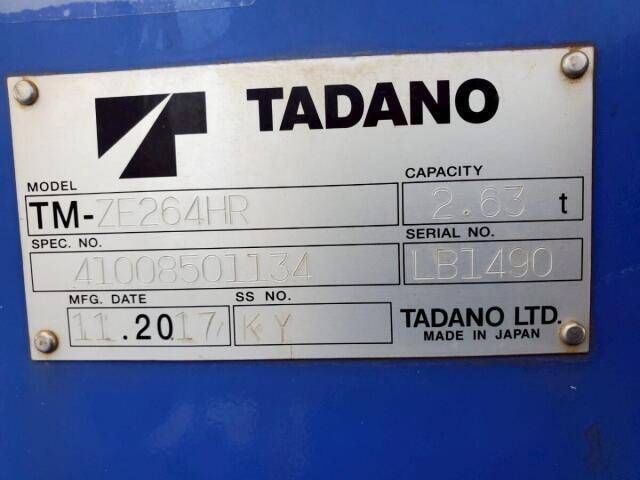 TADANO
MODEL
TM-ZE264HR
CAPACITY
2.63 t
SPEC. NO.
41008501134
SERIAL NO.
LB1490
MFG. DATE
11.2017
SS NO.
KY
TADANO LTD.
MADE IN JAPAN